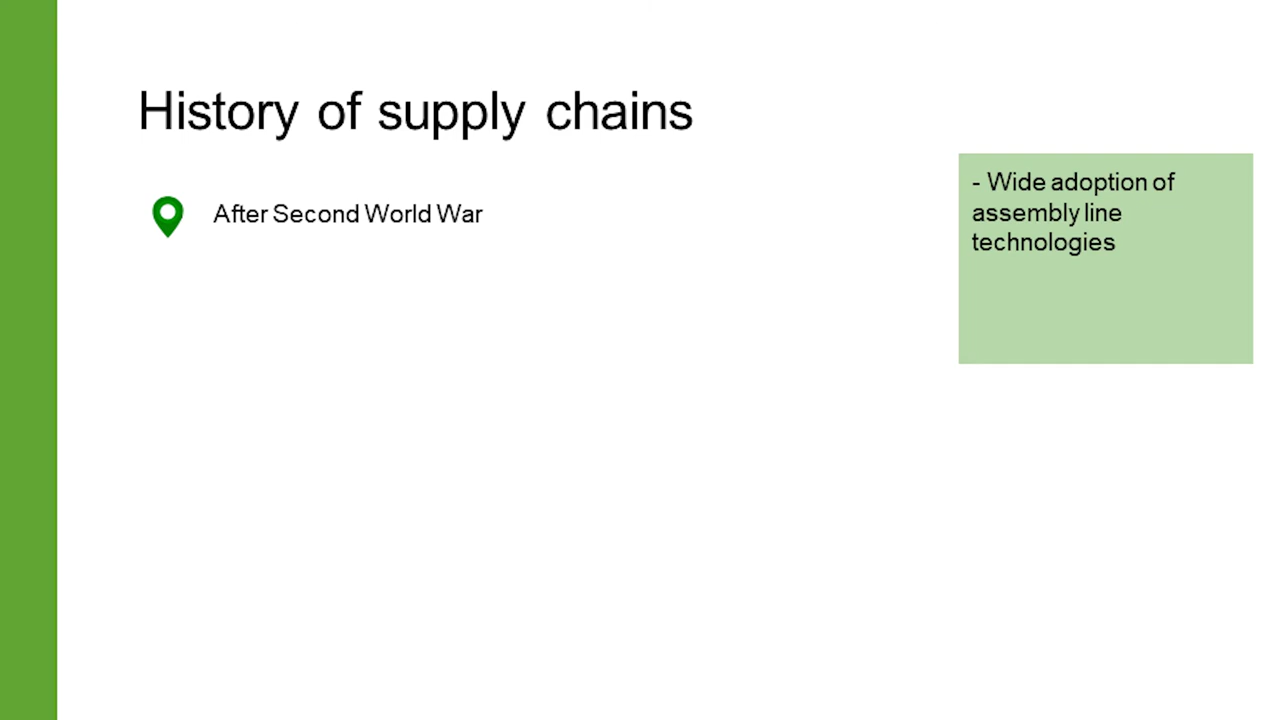 History of supply chains
After Second World War
- Wide adoption of
assembly line
technologies